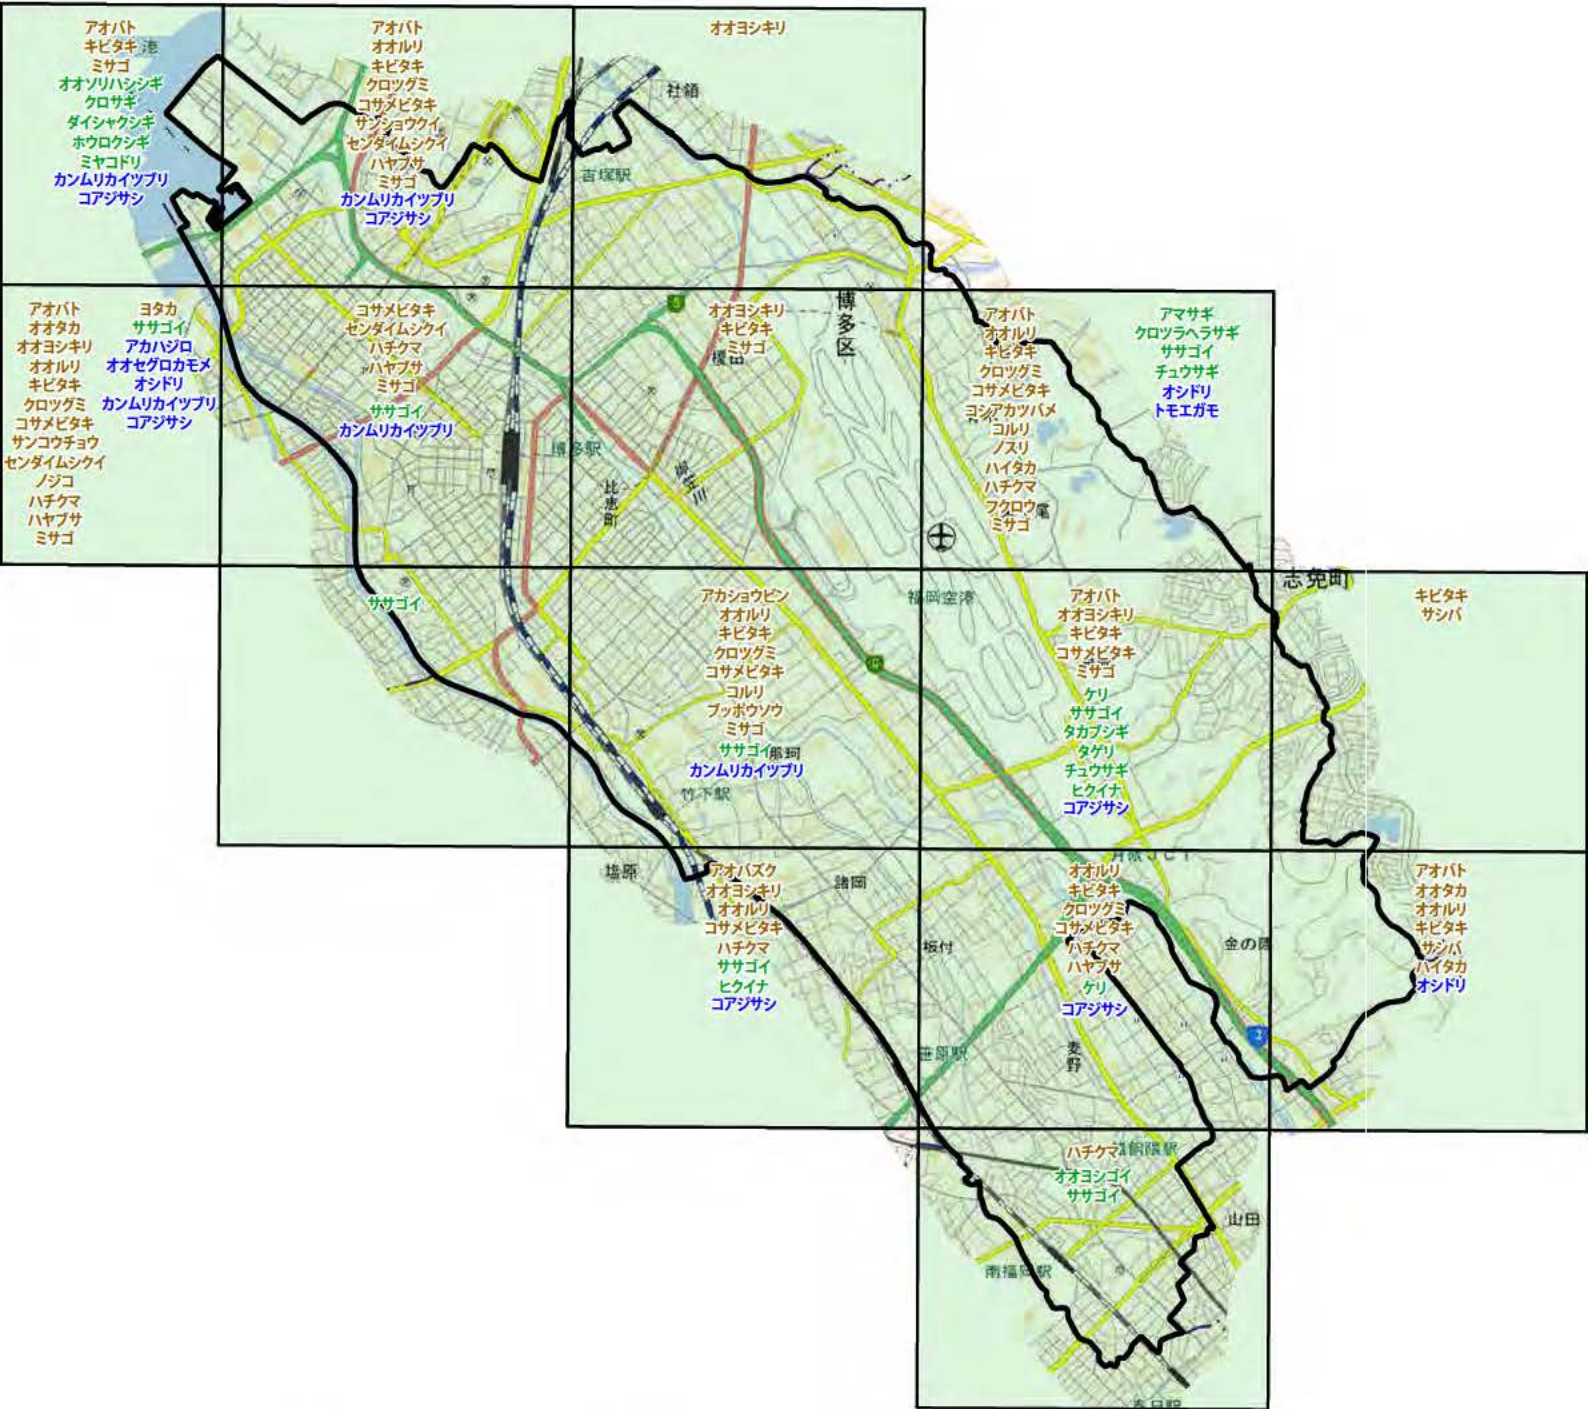 アオバト
キビタキ
ミサゴ
オオソリハシシギ
クロサギ
ダイシャクシギ
ホウロクシギ
ミヤコドリ
カンムリカイツブリ
コアジサシ
港
アオバト
オオルリ
キビタキ
クロツグミ
コサメビタキ
サンショウクイ
センダイムシクイ
ハヤブサ
ミサゴ
カンムリカイツブリ
コアジサシ
オオヨシキリ
社領
吉塚駅
アオバト
オオタカ
オオヨシキリ
オオルリ
キビタキ
クロツグミ
コサメビタキ
サンコウチョウ
センダイムシクイ
ノジコ
ハチクマ
ハヤブサ
ミサゴ
ヨタカ
ササゴイ
アカハジロ
オオセグロカモメ
オシドリ
カンムリカイツブリ
コアジサシ
コサメビタキ
センダイムシクイ
ハチクマ
ハヤブサ
ミサゴ
ササゴイ
カンムリカイツブリ
博多駅
オオヨシキリ
キビタキ
ミサゴ
榎田
博多区
比恵町
御笠川
3
アオバト
オオルリ
キビタキ
クロツグミ
コサメビタキ
コシアカツバメ
コルリ
ノスリ
ハイタカ
ハチクマ
フクロウ
ミサゴ
アマサギ
クロツラヘラサギ
ササゴイ
チュウサギ
オシドリ
トモエガモ
尾
志免町
ササゴイ
アカショウビン
オオルリ
キビタキ
クロツグミ
コサメビタキ
コルリ
ブッポウソウ
ミサゴ
ササゴイ
カンムリカイツブリ
那珂
竹下駅
福岡空港
アオバト
オオヨシキリ
キビタキ
コサメビタキ
ミサゴ
ケリ
ササゴイ
タカブシギ
タゲリ
チュウサギ
ヒクイナ
コアジサシ
キビタキ
サシバ
月隈JCT
塩原
アオバズク
オオヨシキリ
オオルリ
コサメビタキ
ハチクマ
ササゴイ
ヒクイナ
コアジサシ
諸岡
板付
笹原駅
オオルリ
キビタキ
クロツグミ
コサメビタキ
ハチクマ
ハヤブサ
ケリ
コアジサシ
麦野
金の隈
3
アオバト
オオタカ
オオルリ
キビタキ
サシバ
ハイタカ
オシドリ
ハチクマ
オオヨシゴイ
ササゴイ
雑餉隈駅
山田
南福岡駅
春日駅